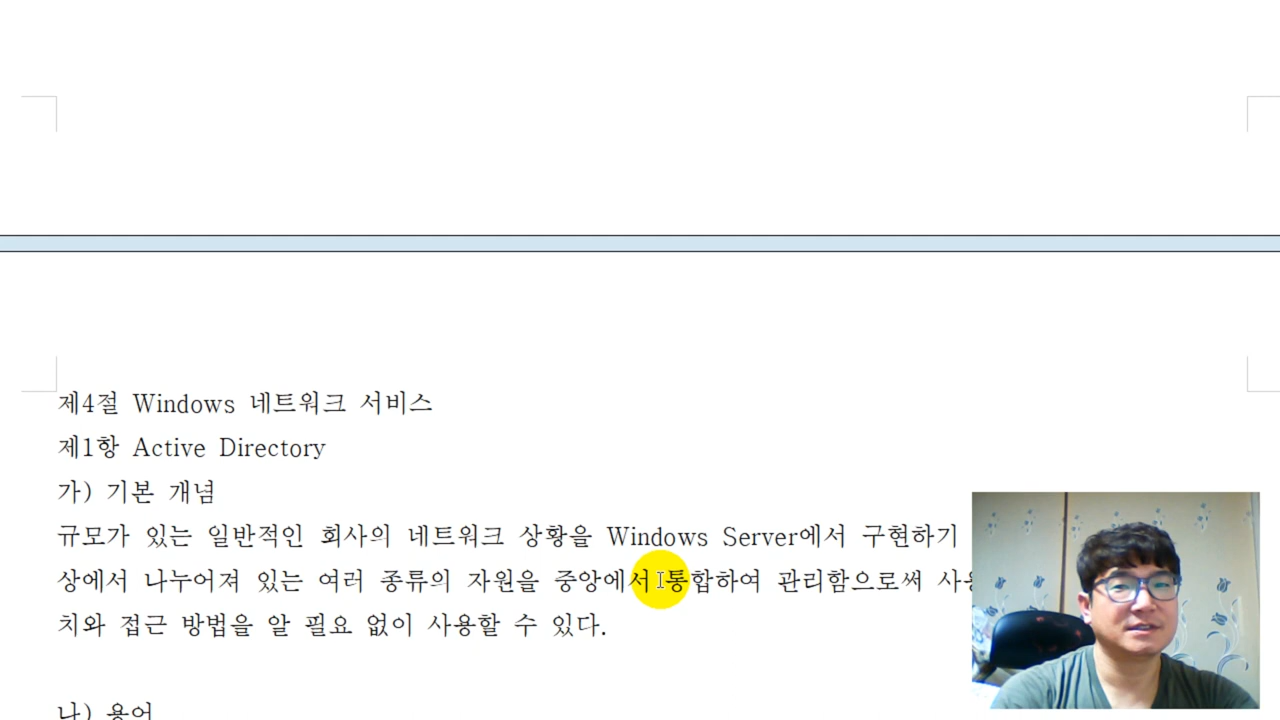 제4절 Windows 네트워크 서비스
제1항 Active Directory
가) 기본 개념
규모가 있는 일반적인 회사의 네트워크 상황을 Windows Server에서 구현하기
상에서 나누어져 있는 여러 종류의 자원을 중앙에서 통합하여 관리함으로써
치와 접근 방법을 알 필요 없이 사용할 수 있다.
나) 용어